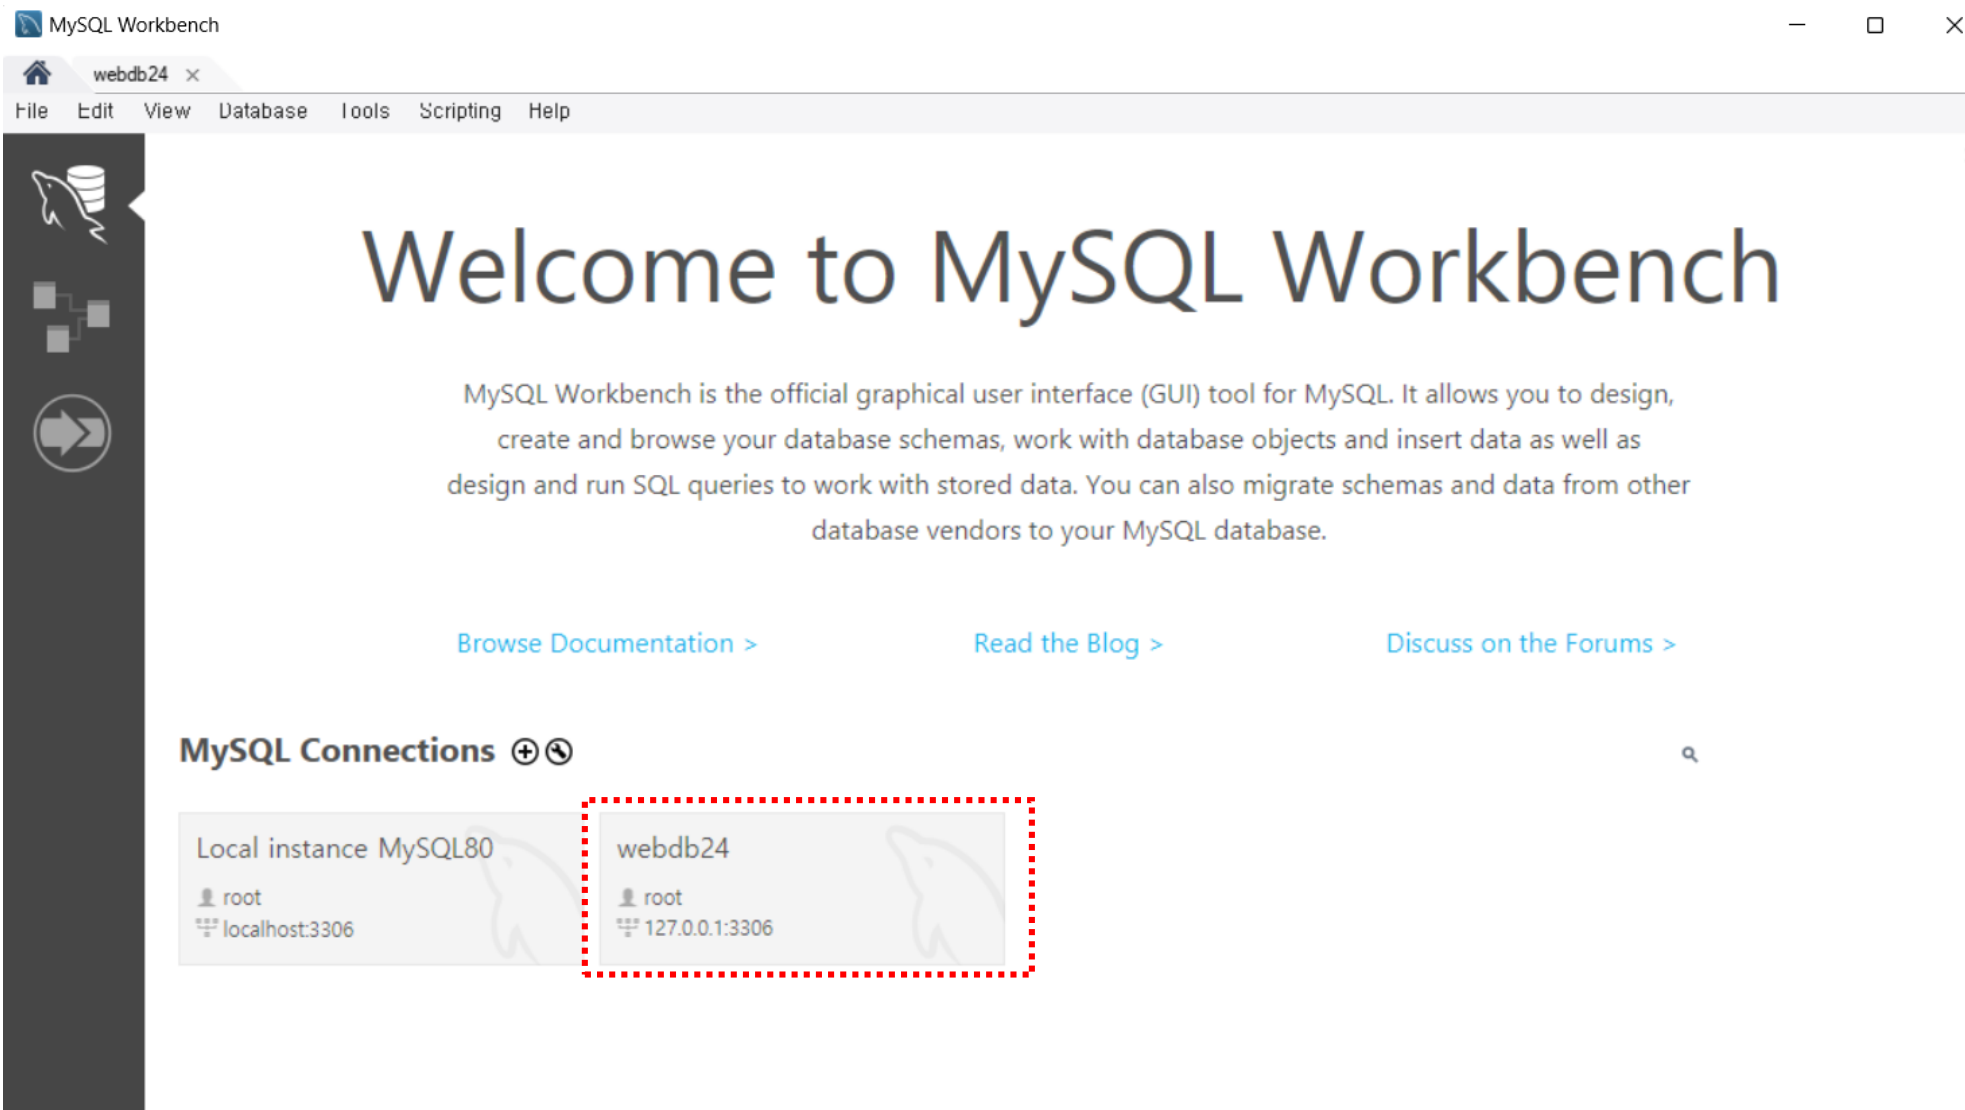 MySQL Workbench
webdb24
File Edit View Database Tools Scripting Help
Welcome to MySQL Workbench
MySQL Workbench is the official graphical user interface (GUI) tool for MySQL. It allows you to design,
create and browse your database schemas, work with database objects and insert data as well as
design and run SQL queries to work with stored data. You can also migrate schemas and data from other
database vendors to your MySQL database.
Browse Documentation > Read the Blog > Discuss on the Forums >
MySQL Connections
Local instance MySQL80
root
localhost:3306
webdb24
root
127.0.0.1:3306